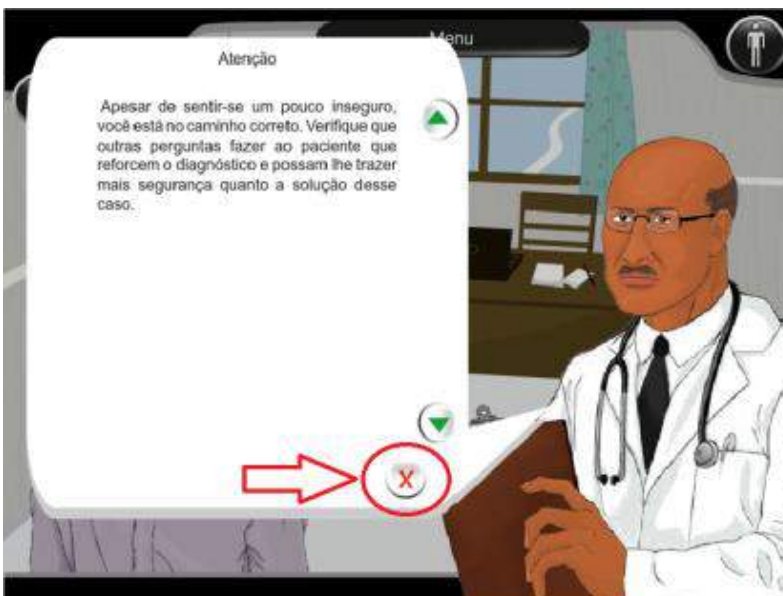 Menu
Atenção
Apesar de sentir-se um pouco inseguro,
você está no caminho correto. Verifique que
outras perguntas fazer ao paciente que
reforcem o diagnóstico e possam lhe trazer
mais segurança quanto a solução desse
caso.
X